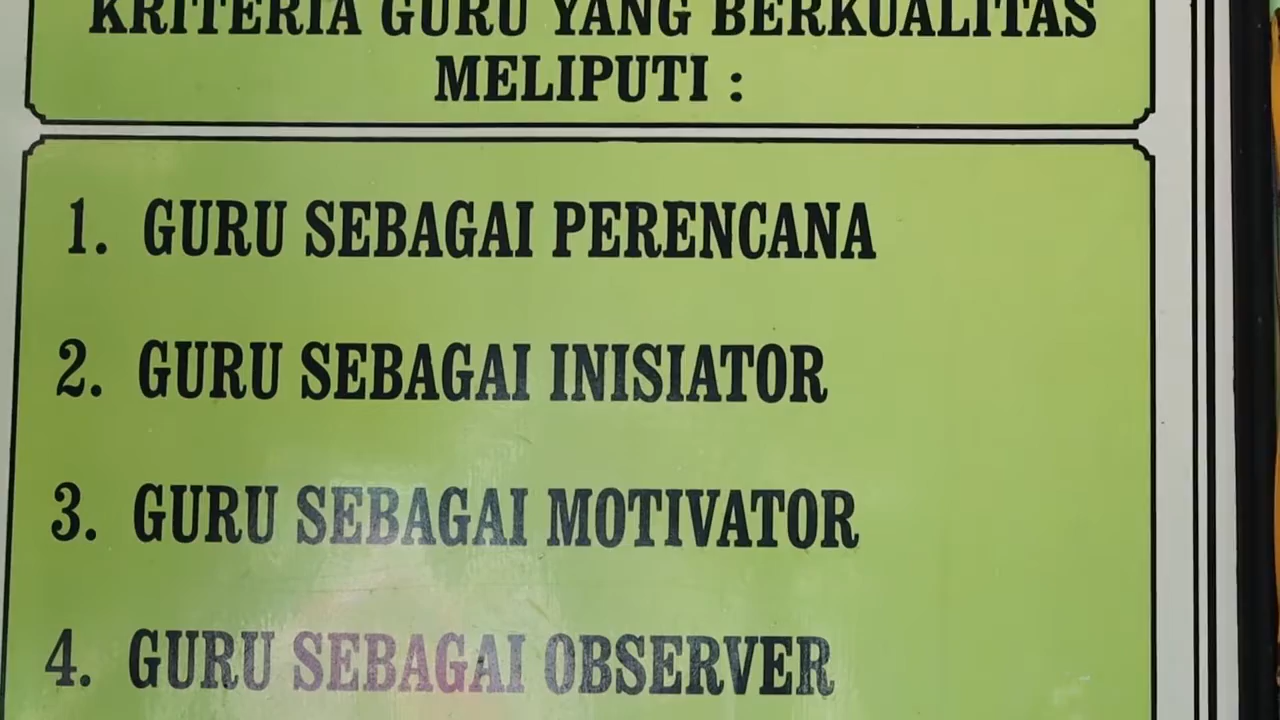 KRITERIA GURU YANG BERKUALITAS
MELIPUTI :
1. GURU SEBAGAI PERENCANA
2. GURU SEBAGAI INISIATOR
3. GURU SEBAGAI MOTIVATOR
4. GURU SEBAGAI OBSERVER